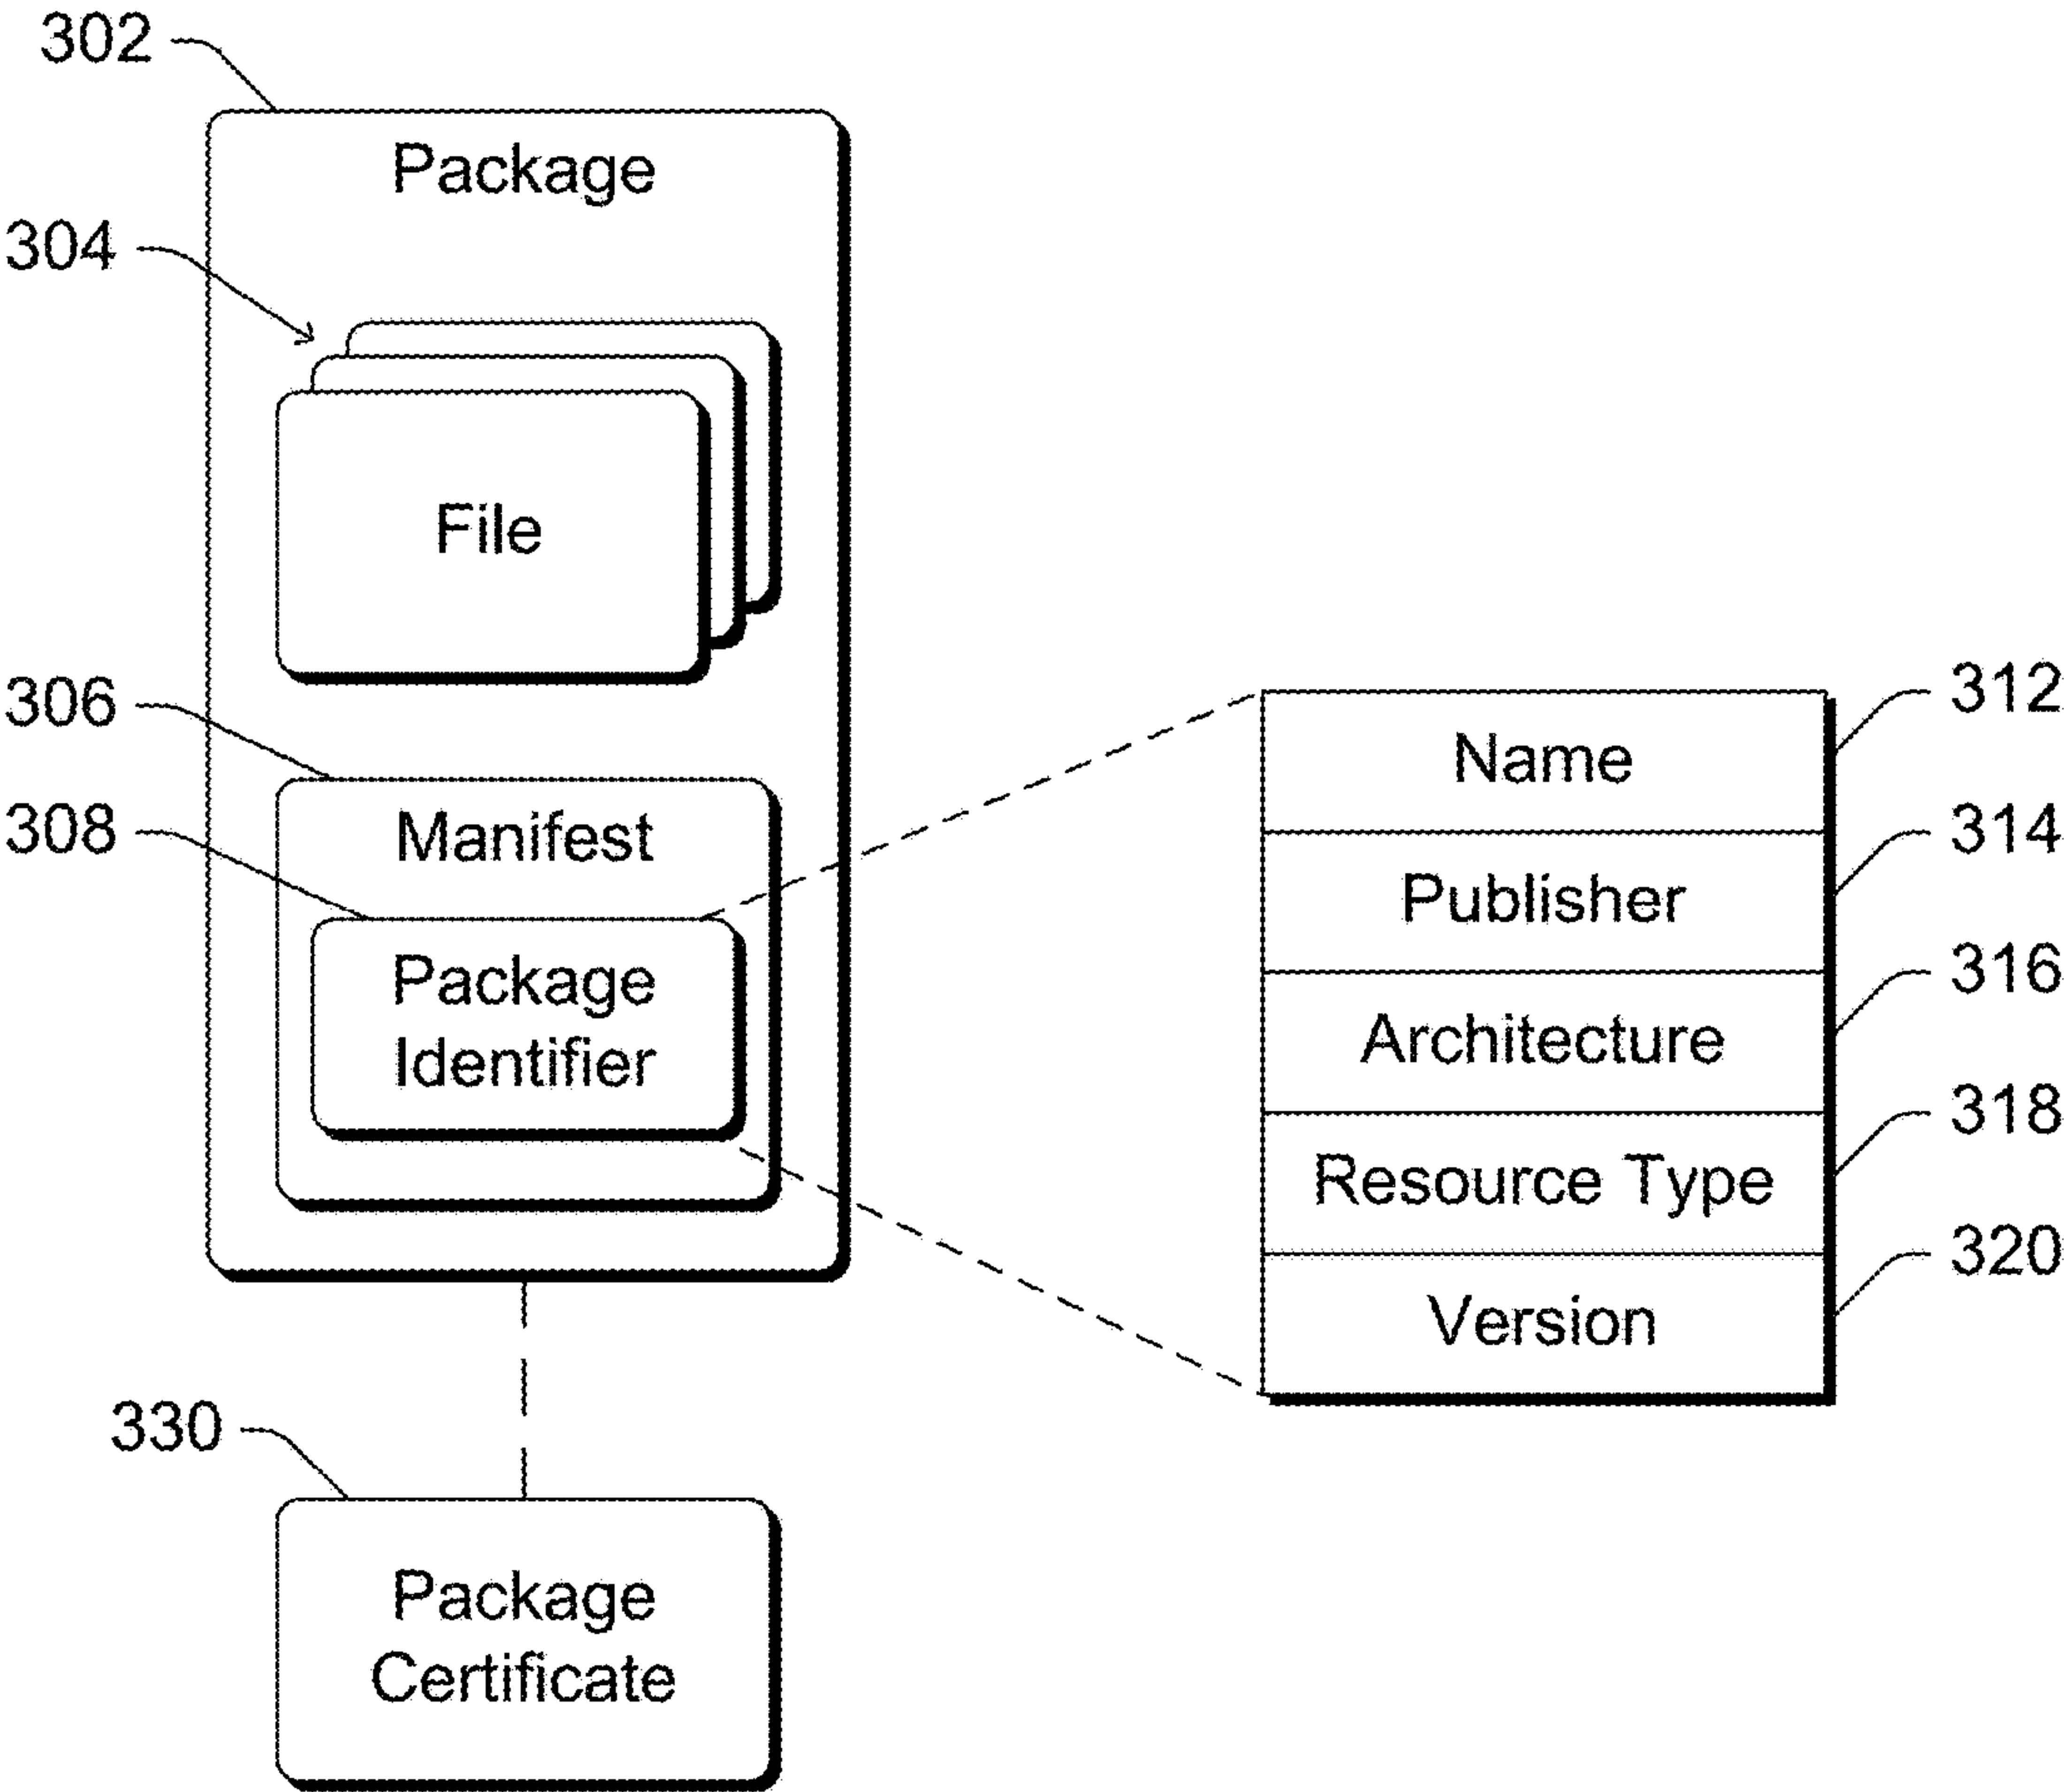 302
Package
304
File
306
Manifest
308
Package
Identifier
312
Name
314
Publisher
316
Architecture
318
Resource Type
320
Version
330
Package
Certificate